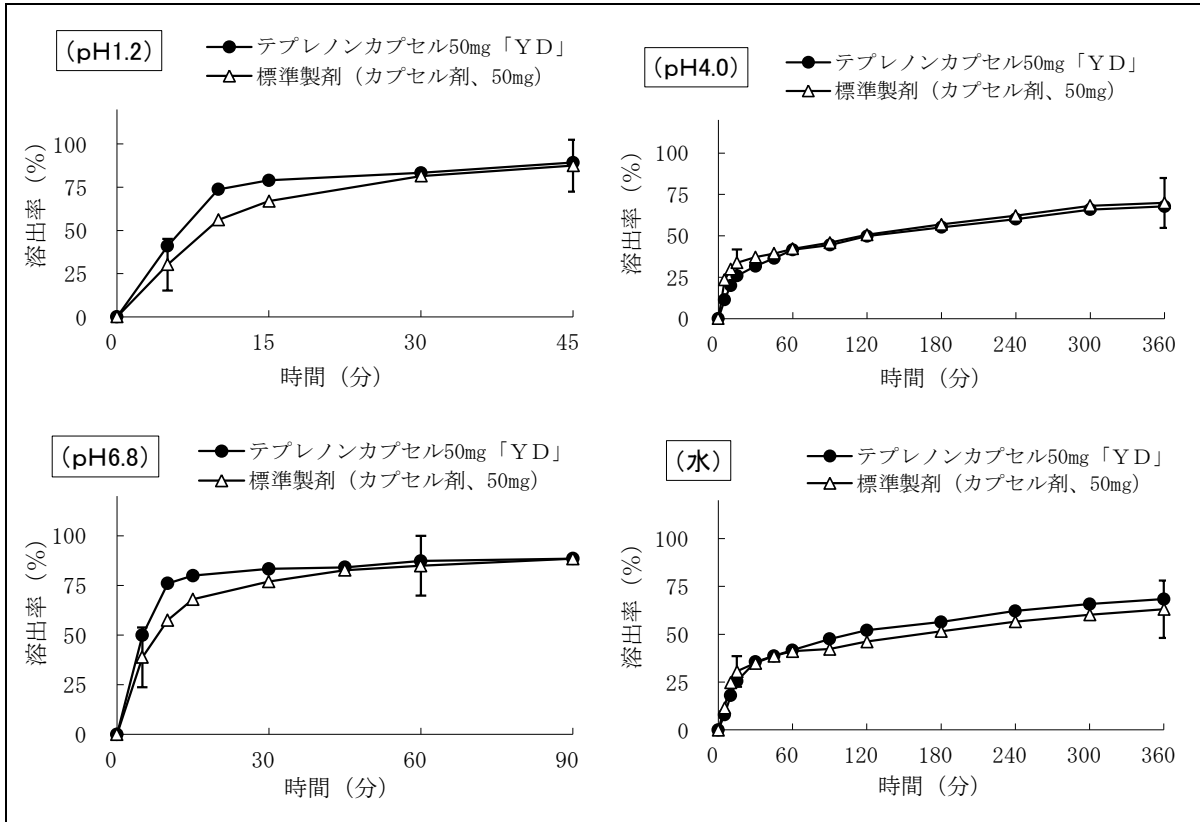 (pH1.2)
テプレノンカプセル50mg「ＹＤ」
標準製剤（カプセル剤、50mg）
溶出率（%）
100
75
50
25
0
0 15 30 45
時間（分）
(pH4.0)
テプレノンカプセル50mg「ＹＤ」
標準製剤（カプセル剤、50mg）
溶出率（%）
100
75
50
25
0
0 60 120 180 240 300 360
時間（分）
(pH6.8)
テプレノンカプセル50mg「ＹＤ」
標準製剤（カプセル剤、50mg）
溶出率（%）
100
75
50
25
0
0 30 60 90
時間（分）
（水）
テプレノンカプセル50mg「ＹＤ」
標準製剤（カプセル剤、50mg）
溶出率（%）
100
75
50
25
0
0 60 120 180 240 300 360
時間（分）